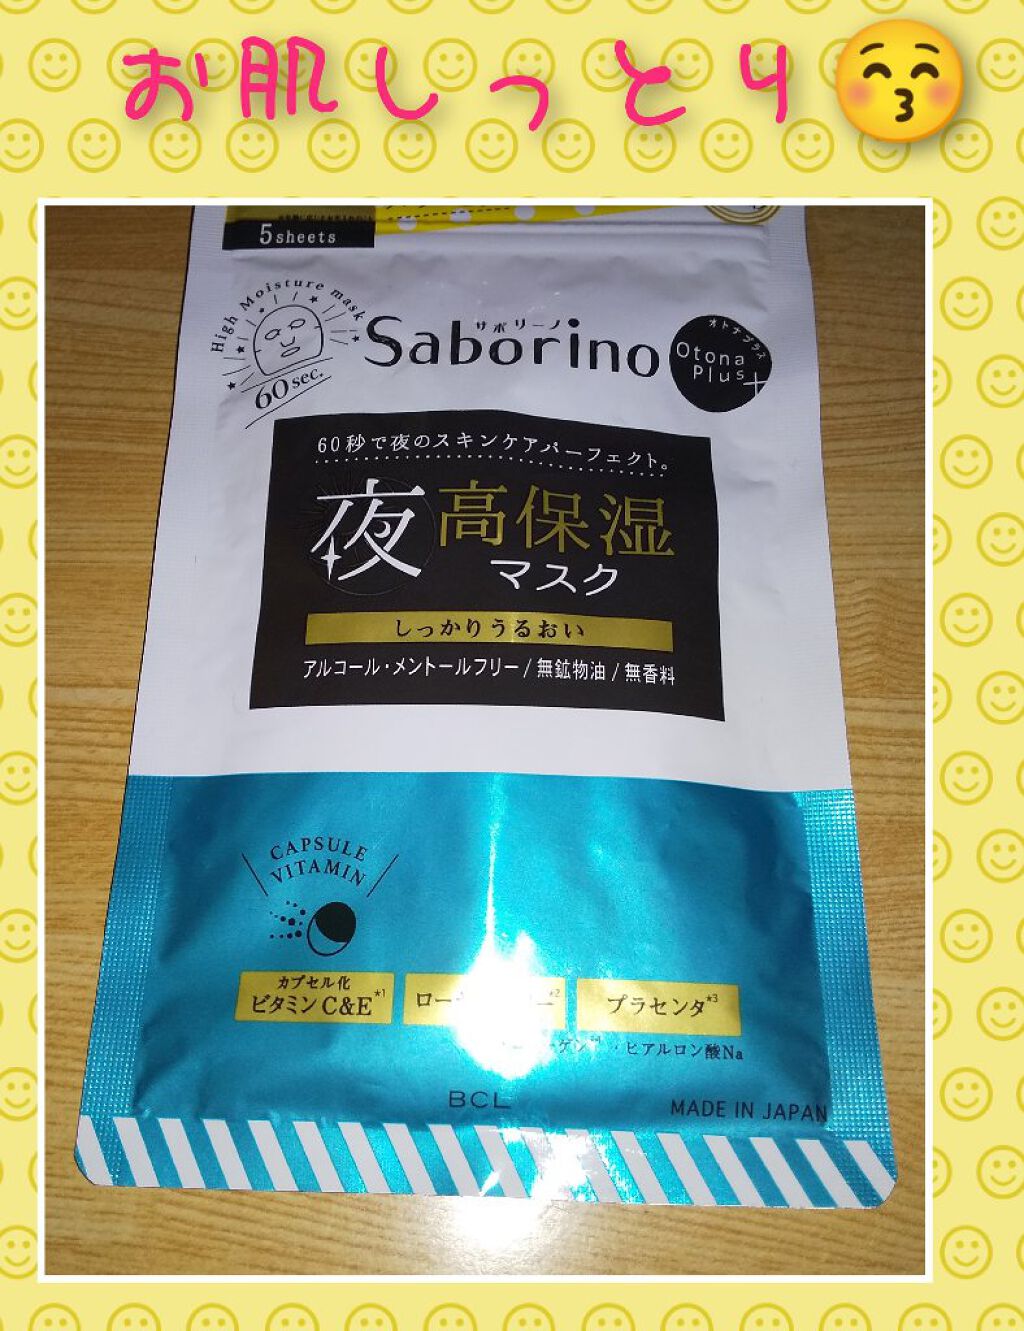 お肌しっとり
5sheets
High Moisture mask
60 sec.
サボリーノ
Saborino
オトナプラス
Otona
Plus+
60秒で夜のスキンケアパーフェクト。
夜高保湿
マスク
しっかりうるおい
アルコール・メントールフリー / 無鉱物油 / 無香料
CAPSULE
VITAMIN
カプセル化
ビタミンC&E*1
プラセンタ*3
・ヒアルロン酸Na
BCL
MADE IN JAPAN